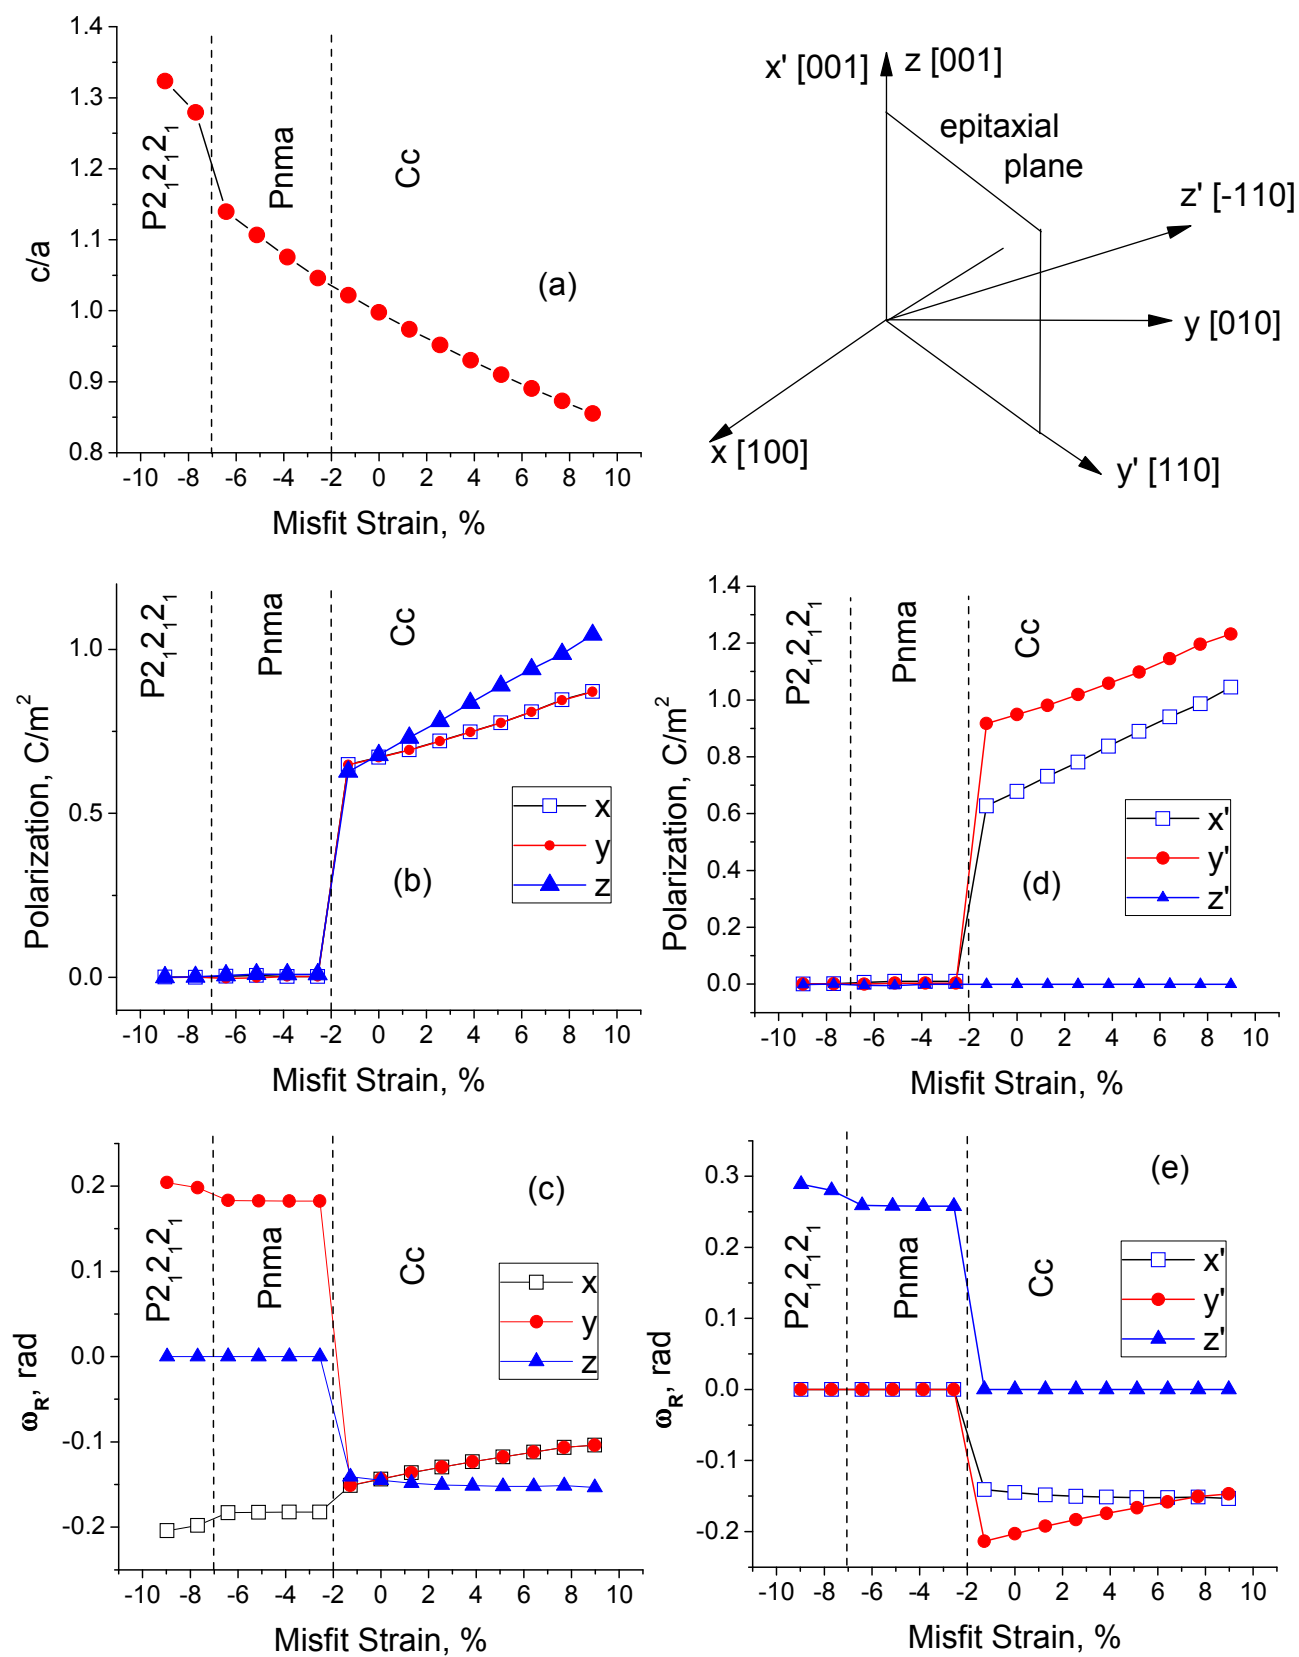 1.4
1.3
1.2
1.1
1.0
0.9
0.8
c/a
P2₁2₁2₁
Pnma
Cc
(a)
-10 -8 -6 -4 -2 0 2 4 6 8 10
Misfit Strain, %
x' [001]
z [001]
epitaxial
plane
z' [-110]
y [010]
x [100]
y' [110]
1.0
0.5
0.0
Polarization, C/m²
P2₁2₁2₁
Pnma
Cc
x
y
z
(b)
-10 -8 -6 -4 -2 0 2 4 6 8 10
Misfit Strain, %
1.4
1.2
1.0
0.8
0.6
0.4
0.2
0.0
Polarization, C/m²
P2₁2₁2₁
Pnma
Cc
x'
y'
z'
(d)
-10 -8 -6 -4 -2 0 2 4 6 8 10
Misfit Strain, %
0.2
0.1
0.0
-0.1
-0.2
ω_R, rad
P2₁2₁2₁
Pnma
Cc
(c)
x
y
z
-10 -8 -6 -4 -2 0 2 4 6 8 10
Misfit Strain, %
0.3
0.2
0.1
0.0
-0.1
-0.2
ω_R, rad
P2₁2₁2₁
Pnma
Cc
(e)
x'
y'
z'
-10 -8 -6 -4 -2 0 2 4 6 8 10
Misfit Strain, %